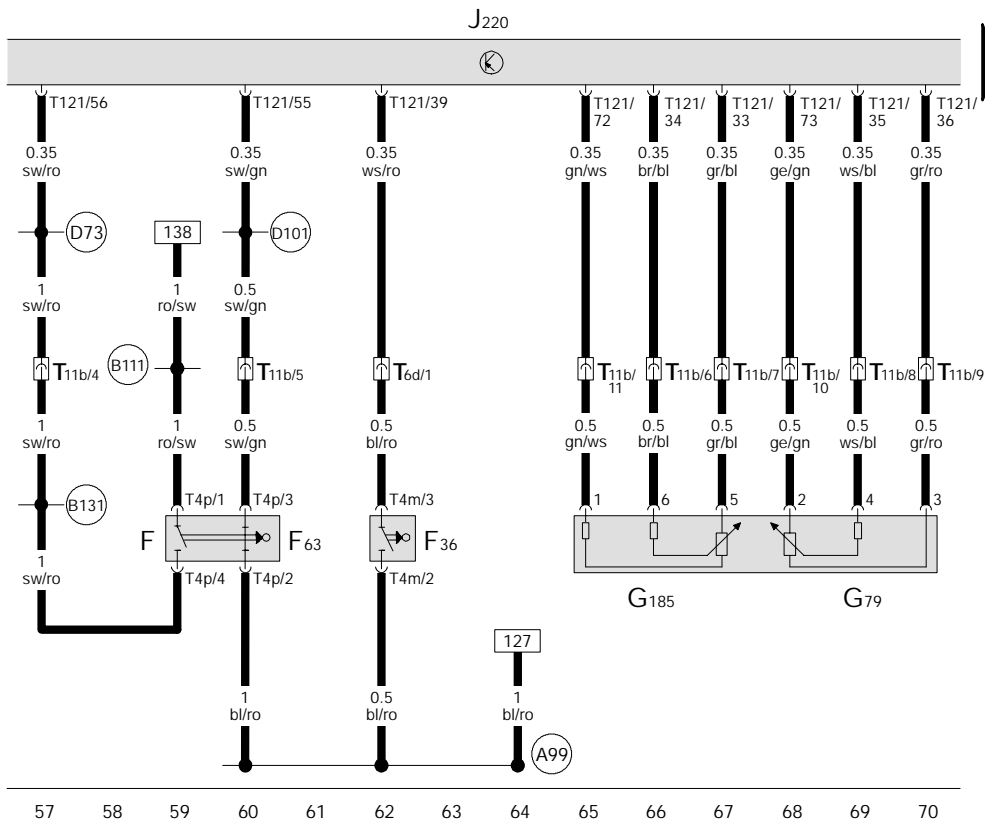 J220
T121/56
T121/55
T121/39
T121/
72
T121/
34
T121/
33
T121/
73
T121/
35
T121/
36
0.35
sw/ro
0.35
sw/gn
0.35
ws/ro
0.35
gn/ws
0.35
br/bl
0.35
gr/bl
0.35
ge/gn
0.35
ws/bl
0.35
gr/ro
D73
138
D101
1
sw/ro
1
ro/sw
0.5
sw/gn
B111
T11b/4
T11b/5
T6d/1
T11b/
11
T11b/6
T11b/7
T11b/
10
T11b/8
T11b/9
1
sw/ro
1
ro/sw
0.5
sw/gn
0.5
bl/ro
0.5
gn/ws
0.5
br/bl
0.5
gr/bl
0.5
ge/gn
0.5
ws/bl
0.5
gr/ro
B131
T4p/1
T4p/3
T4m/3
1
6
5
2
4
3
F
F63
F36
1
sw/ro
T4p/4
T4p/2
T4m/2
G185
G79
127
1
bl/ro
0.5
bl/ro
1
bl/ro
A99
57 58 59 60 61 62 63 64 65 66 67 68 69 70